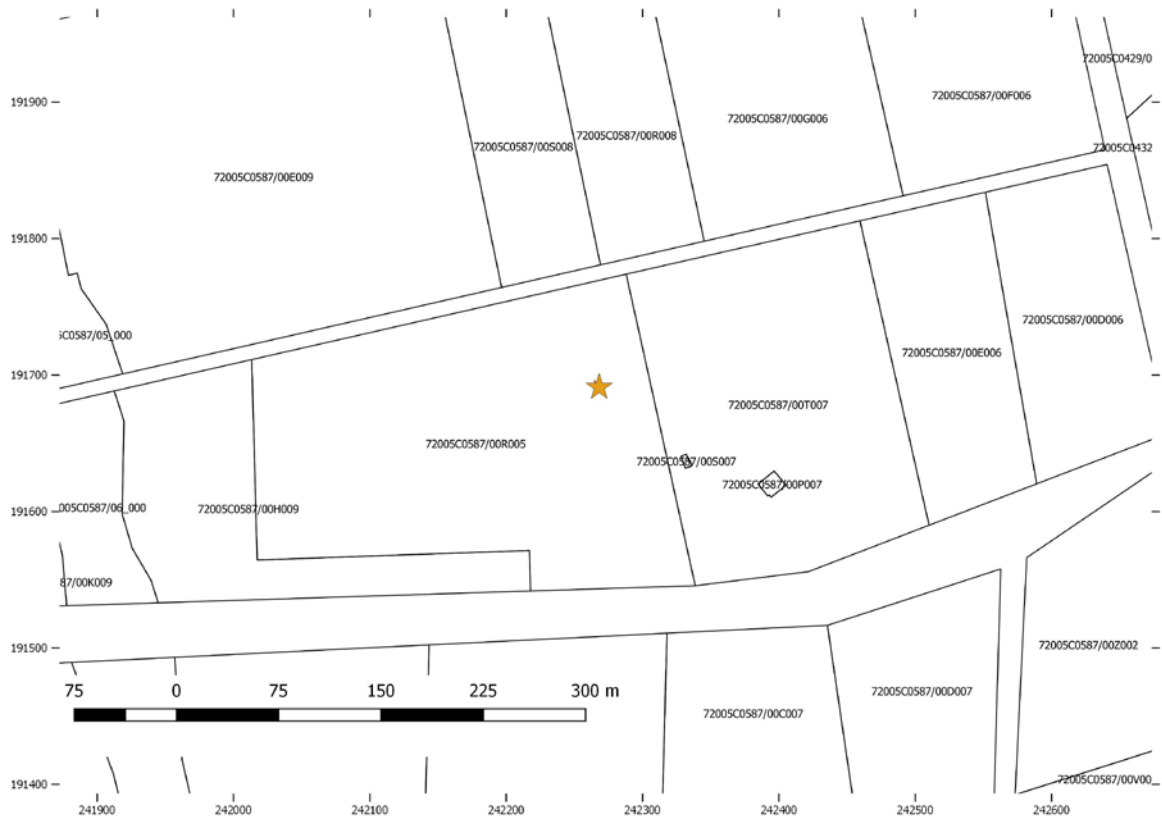 72005C0429/0
191900
72005C0587/00F006
72005C0587/00G006
72005C0587/00R008
72005C0587/00S008
72005C0432
72005C0587/00E009
191800
5C0587/05_000
72005C0587/00D006
72005C0587/00E006
191700
72005C0587/00T007
72005C0587/00R005
72005C0587/00S007
72005C0587/00P007
191600
005C0587/06_000
72005C0587/00H009
87/00K009
191500
72005C0587/00Z002
75 0 75 150 225 300 m
72005C0587/00D007
72005C0587/00C007
191400
72005C0587/00V00
241900 242000 242100 242200 242300 242400 242500 242600